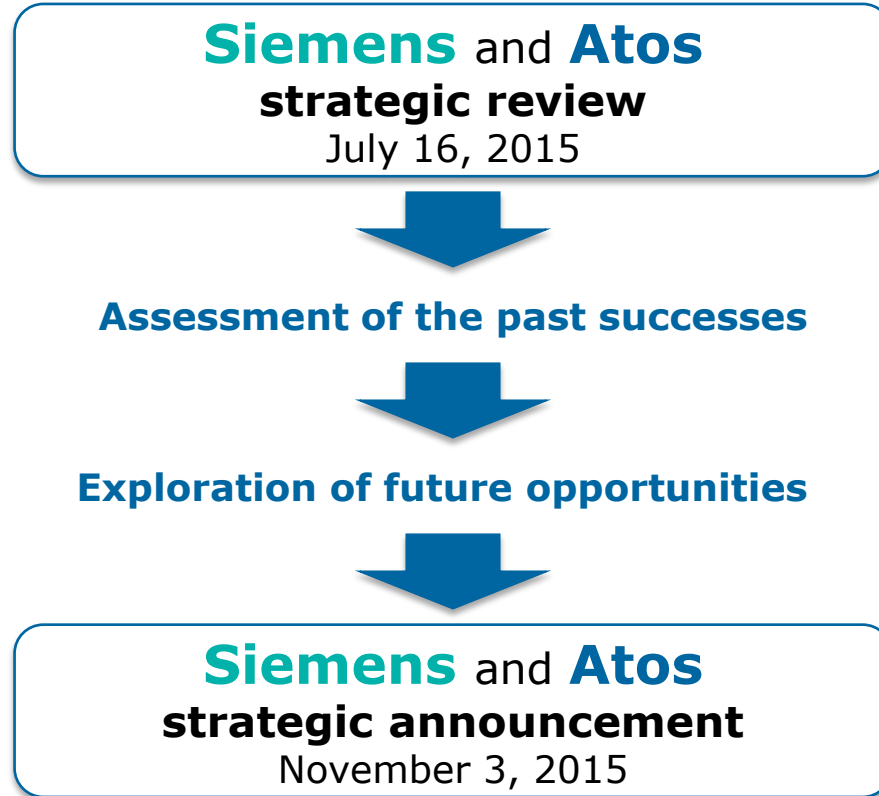 Siemens and Atos
strategic review
July 16, 2015
Assessment of the past successes
Exploration of future opportunities
Siemens and Atos
strategic announcement
November 3, 2015